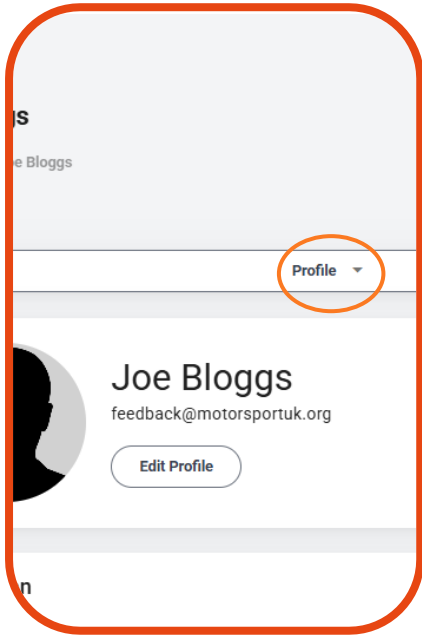 gs
e Bloggs
Profile
Joe Bloggs
feedback@motorsportuk.org
Edit Profile
n